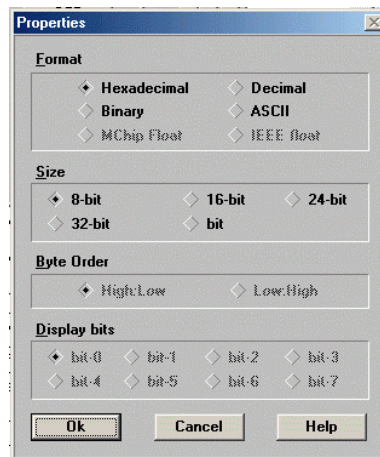 Properties
Format
Hexadecimal Decimal
Binary ASCII
MChip Float IEEE float
Size
8-bit 16-bit 24-bit
32-bit bit
Byte Order
High:Low Low:High
Display bits
bit-0 bit-1 bit-2 bit-3
bit-4 bit-5 bit-6 bit-7
Ok Cancel Help